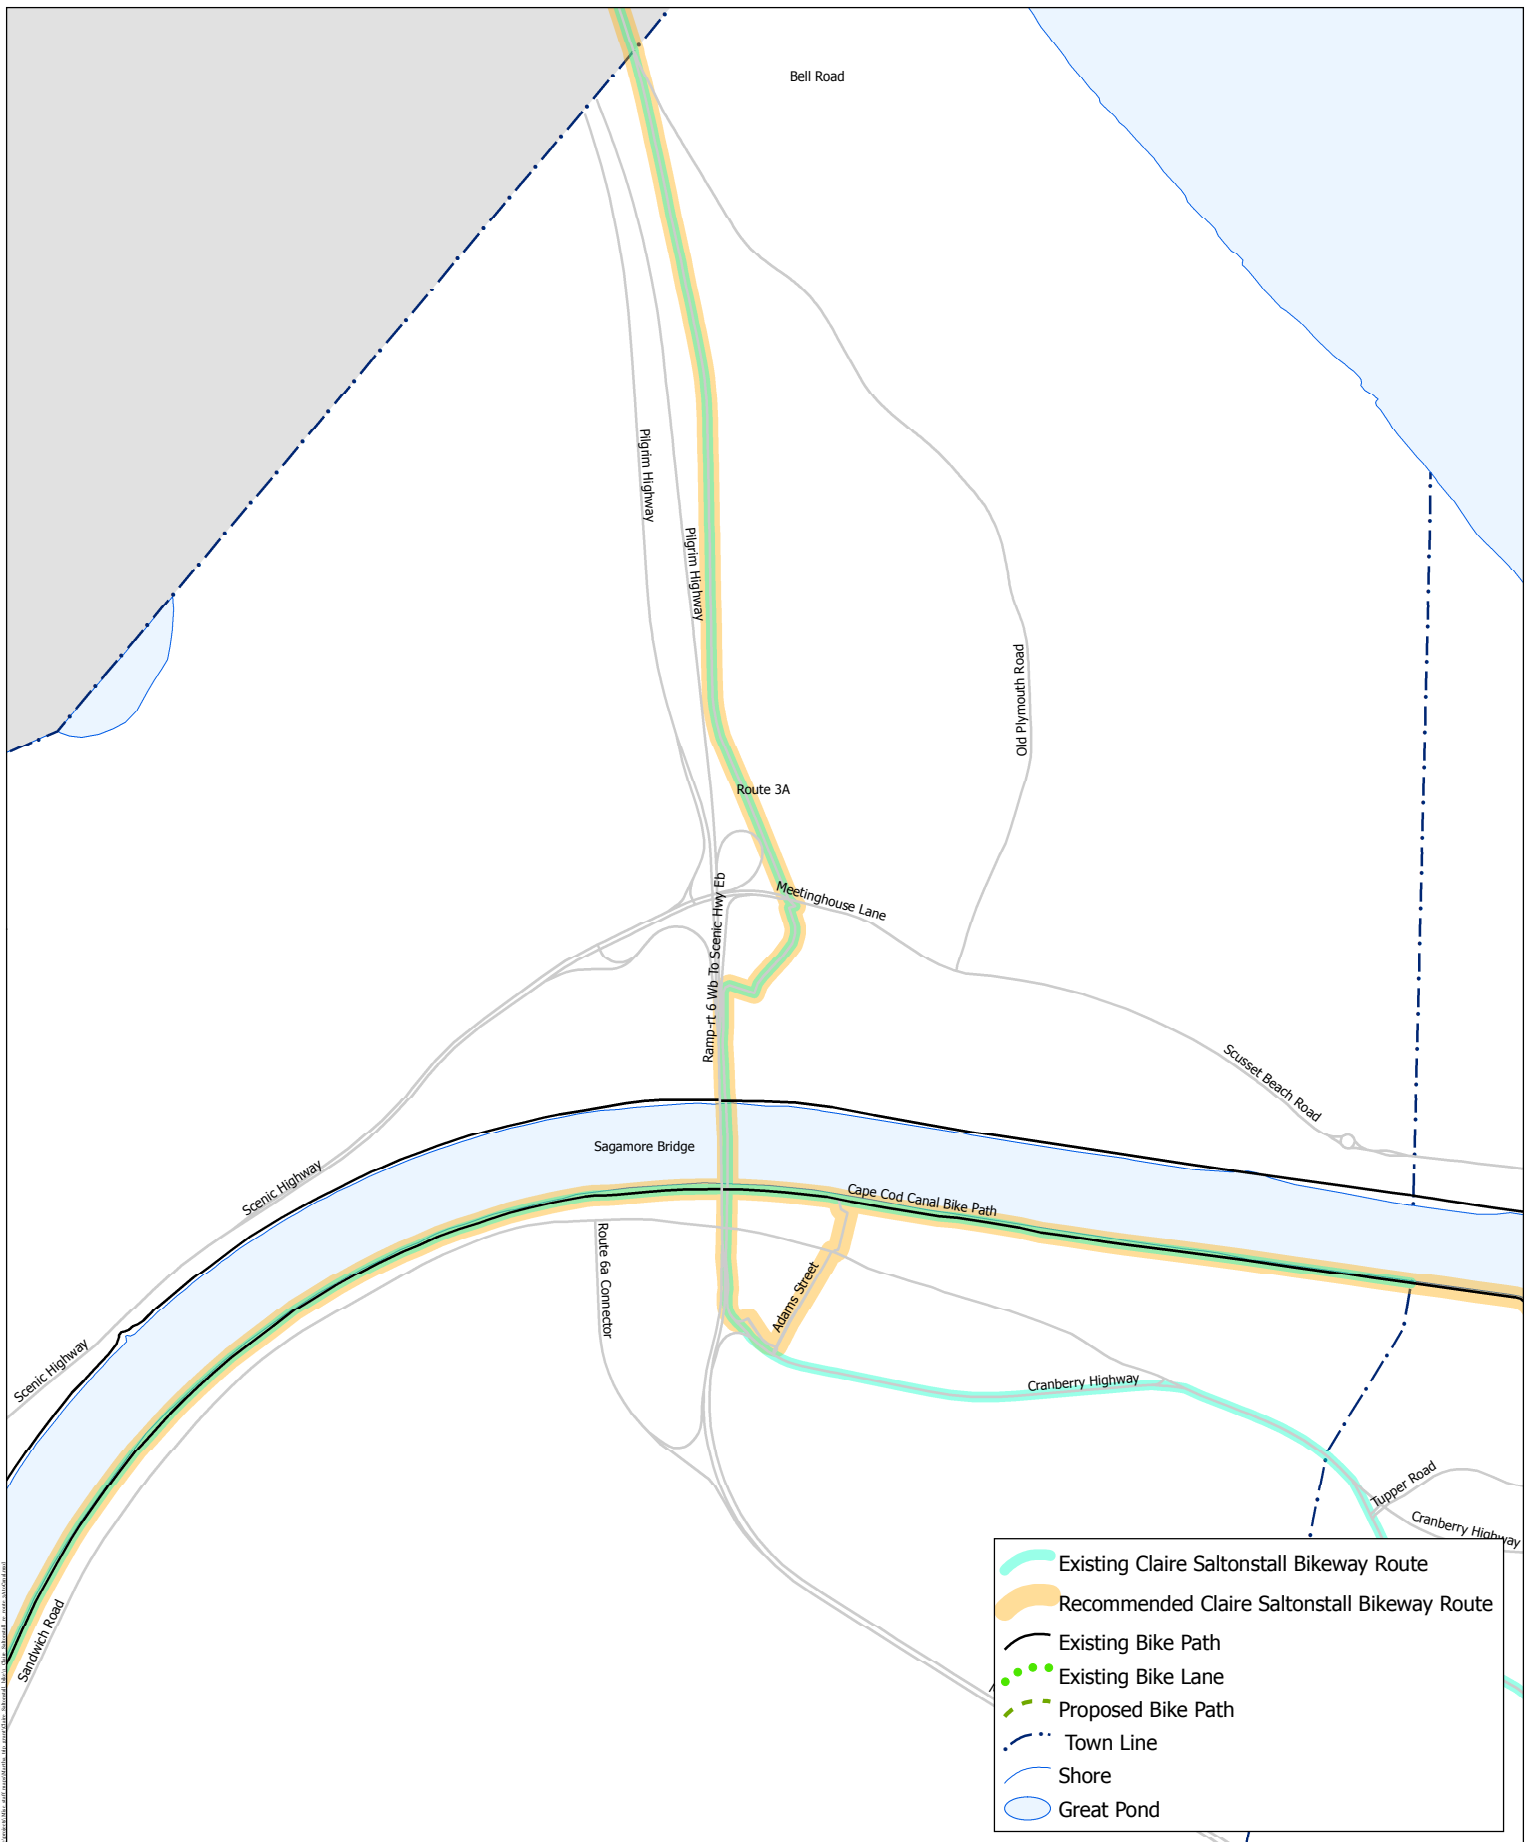 Bell Road
Pilgrim Highway
Pilgrim Highway
Old Plymouth Road
Route 3A
Meetinghouse Lane
Ramp-rt 6 Wb To Scenic Hwy Eb
Scusset Beach Road
Sagamore Bridge
Scenic Highway
Cape Cod Canal Bike Path
Route 6a Connector
Adams Street
Scenic Highway
Cranberry Highway
Tupper Road
Cranberry Highway
Sandwich Road
Existing Claire Saltonstall Bikeway Route
Recommended Claire Saltonstall Bikeway Route
Existing Bike Path
Existing Bike Lane
Proposed Bike Path
Town Line
Shore
Great Pond